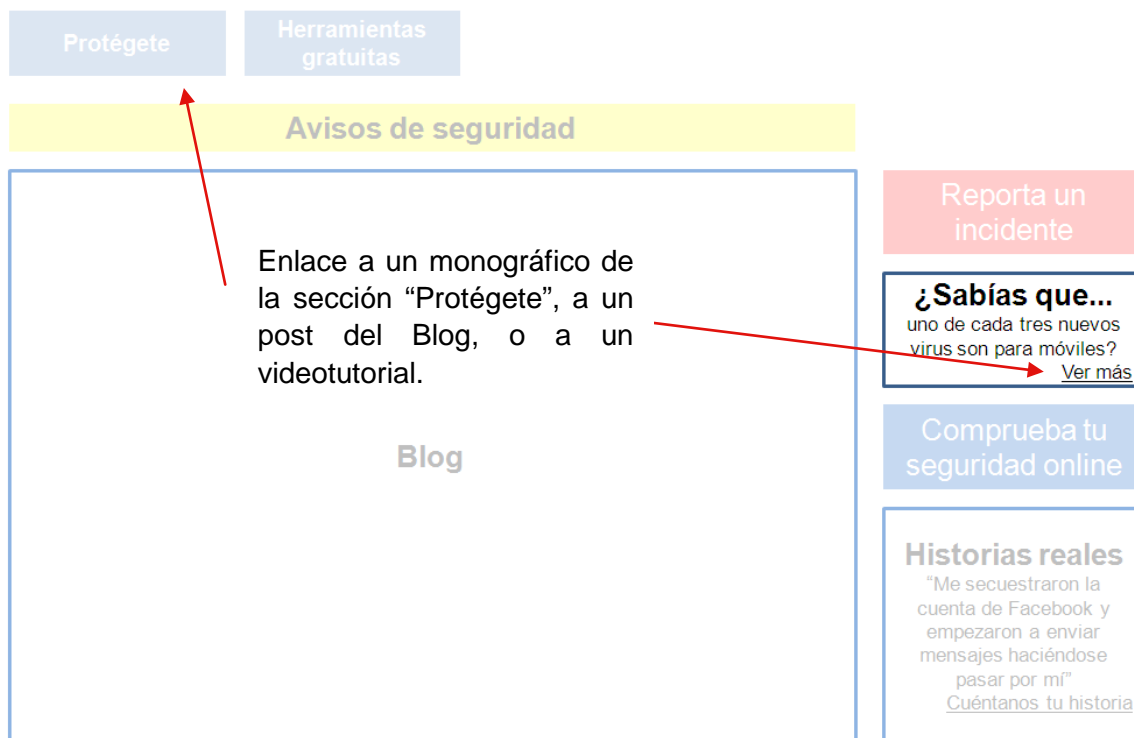 Protégete
Herramientas
gratuitas
Avisos de seguridad
Enlace a un monográfico de
la sección “Protégete”, a un
post del Blog, o a un
videotutorial.
Blog
Reporta un
incidente
¿Sabías que...
uno de cada tres nuevos
virus son para móviles?
Ver más
Comprueba tu
seguridad online
Historias reales
“Me secuestraron la
cuenta de Facebook y
empezaron a enviar
mensajes haciéndose
pasar por mí”
Cuéntanos tu historia